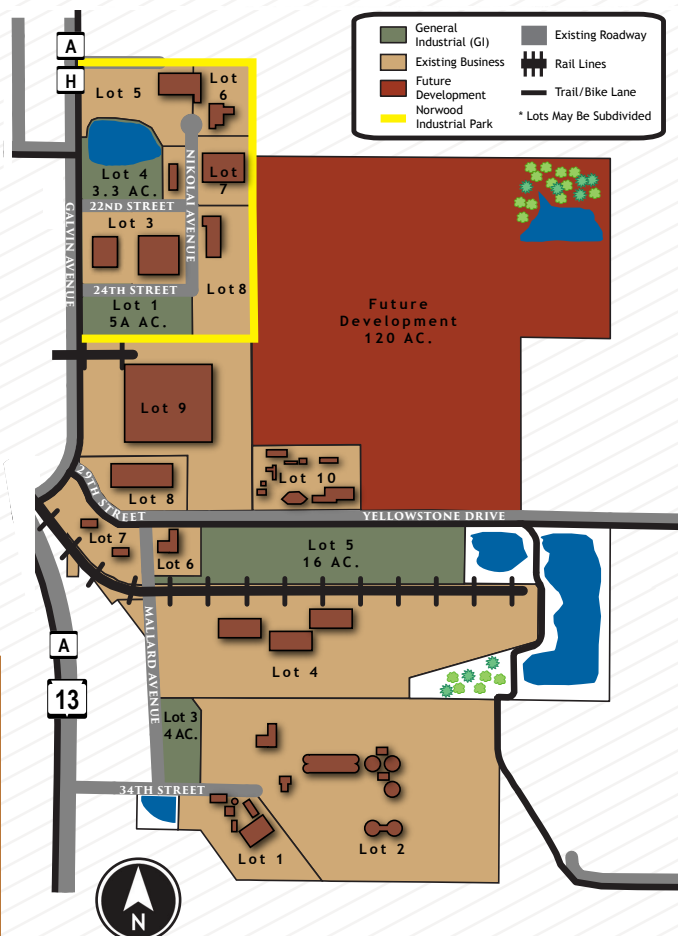 General
Industrial (GI)
Existing Business
Future
Development
Norwood
Industrial Park
Existing Roadway
Rail Lines
Trail/Bike Lane
* Lots May Be Subdivided
A
H
Lot 5
Lot
6
Lot 4
3.3 AC.
Lot
7
NIKOLAI AVENUE
22ND STREET
Lot 3
GALVIN AVENUE
Lot 8
24TH STREET
Lot 1
5A AC.
Future
Development
120 AC.
Lot 9
Lot 10
29TH STREET
Lot 8
YELLOWSTONE DRIVE
Lot 7
Lot 6
Lot 5
16 AC.
MALLARD AVENUE
A
13
Lot 4
Lot 3
4 AC.
34TH STREET
Lot 1
Lot 2
N